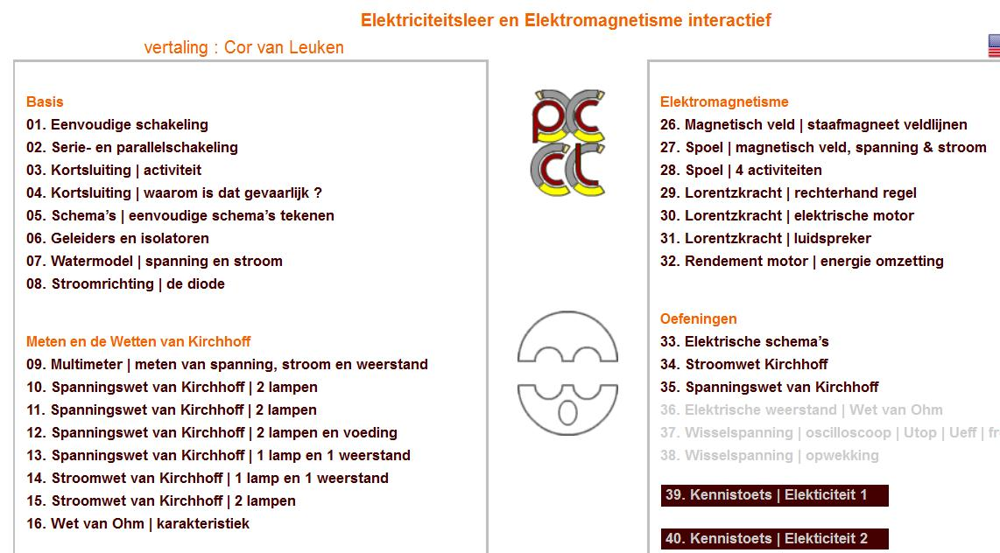 Elektriciteitsleer en Elektromagnetisme interactief
vertaling : Cor van Leuken
Basis
01. Eenvoudige schakeling
02. Serie- en parallelschakeling
03. Kortsluiting | activiteit
04. Kortsluiting | waarom is dat gevaarlijk ?
05. Schema's | eenvoudige schema's tekenen
06. Geleiders en isolatoren
07. Watermodel | spanning en stroom
08. Stroomrichting | de diode
Meten en de Wetten van Kirchhoff
09. Multimeter | meten van spanning, stroom en weerstand
10. Spanningswet van Kirchhoff | 2 lampen
11. Spanningswet van Kirchhoff | 2 lampen
12. Spanningswet van Kirchhoff | 2 lampen en voeding
13. Spanningswet van Kirchhoff | 1 lamp en 1 weerstand
14. Stroomwet van Kirchhoff | 1 lamp en 1 weerstand
15. Stroomwet van Kirchhoff | 2 lampen
16. Wet van Ohm | karakteristiek
pc
ct
Elektromagnetisme
26. Magnetisch veld | staafmagneet veldlijnen
27. Spoel | magnetisch veld, spanning & stroom
28. Spoel | 4 activiteiten
29. Lorentzkracht | rechterhand regel
30. Lorentzkracht | elektrische motor
31. Lorentzkracht | luidspreker
32. Rendement motor | energie omzetting
Oefeningen
33. Elektrische schema's
34. Stroomwet Kirchhoff
35. Spanningswet van Kirchhoff
36. Elektrische weerstand | Wet van Ohm
37. Wisselspanning | oscilloscoop | Utop | Ueff |
38. Wisselspanning | opwekking
39. Kennistoets | Elekticiteit 1
40. Kennistoets | Elekticiteit 2